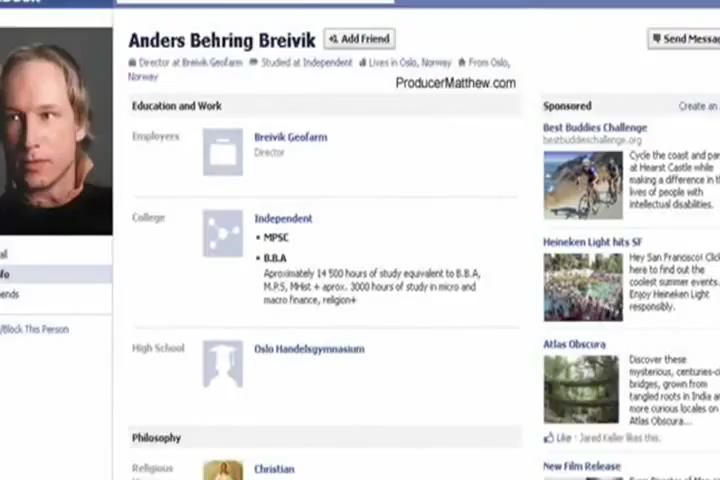 Anders Behring Breivik
+1 Add Friend
Send Messag
Director at Breivik Geofarm Studied at Independent Lives in Oslo, Norway From Oslo,
Norway
ProducerMatthew.com
Education and Work
Employers
Breivik Geofarm
Director
College
Independent
• MPSC
• B.B.A
Aproximately 14 500 hours of study equivalent to B.B.A,
M.P.S, MHist + aprox. 3000 hours of study in micro and
macro finance, religion+
High School
Oslo Handelsgymnasium
Philosophy
Religious
Christian
fo
ends
/Block This Person
Sponsored
Create an
Best Buddies Challenge
bestbuddieschallenge.org
Cycle the coast and par
at Hearst Castle while
making a difference in th
lives of people with
intellectual disabilities.
Heineken Light hits SF
Hey San Francisco! Click
here to find out the
coolest summer events.
Enjoy Heineken Light
responsibly.
Atlas Obscura
Discover these
mysterious, centuries-o
bridges, grown from
tangled roots in India an
more curious locales on
Atlas Obscura...
Like · Jared Keller likes this.
New Film Release